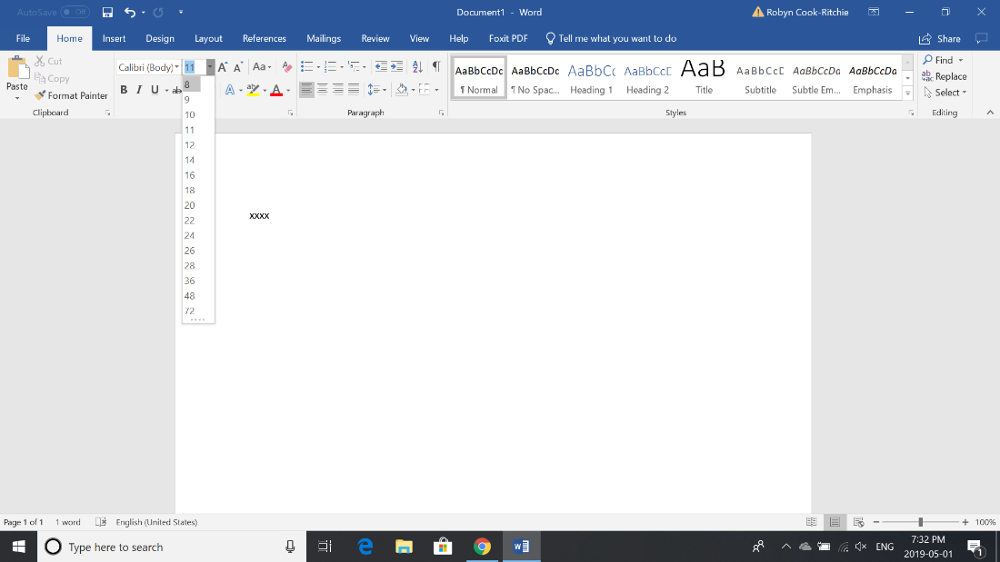 AutoSave Off
Document1 - Word
Robyn Cook-Ritchie
File Home Insert Design Layout References Mailings Review View Help Foxit PDF Tell me what you want to do
Share
Paste
Cut
Copy
Format Painter
Clipboard
Calibri (Body) 11
Aa
B I U ab
A A
Paragraph
AaBbCcDc AaBbCcDc AaBbCc AaBbCcE AaB AaBbCcE AaBbCcDc AaBbCcDc
¶ Normal ¶ No Spac... Heading 1 Heading 2 Title Subtitle Subtle Em... Emphasis
Styles
Find
Replace
Select
Editing
8
9
10
11
12
14
16
18
20
22
24
26
28
36
48
72
xxxx
Page 1 of 1 1 word English (United States)
100%
Type here to search
ENG
7:32 PM
2019-05-01
1